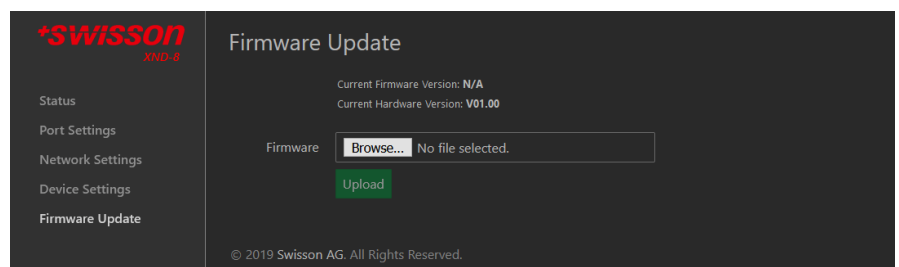 +swisson
XND-8
Status
Port Settings
Network Settings
Device Settings
Firmware Update
Firmware Update
Current Firmware Version: N/A
Current Hardware Version: V01.00
Firmware Browse... No file selected.
Upload
© 2019 Swisson AG. All Rights Reserved.